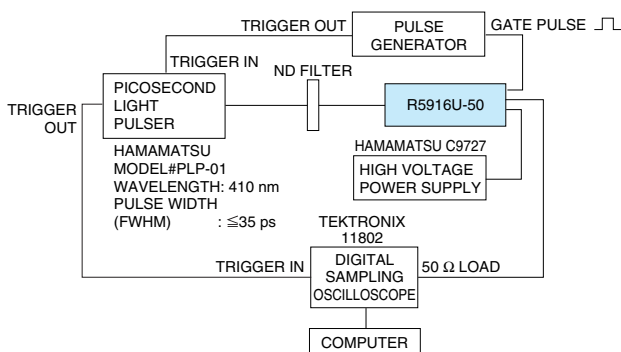 TRIGGER OUT
PULSE
GENERATOR
GATE PULSE
TRIGGER IN
ND FILTER
PICOSECOND
LIGHT
PULSER
TRIGGER
OUT
R5916U-50
HAMAMATSU
MODEL#PLP-01
WAVELENGTH: 410 nm
PULSE WIDTH
(FWHM) : ≦35 ps
HAMAMATSU C9727
HIGH VOLTAGE
POWER SUPPLY
TEKTRONIX
11802
TRIGGER IN
DIGITAL
SAMPLING
OSCILLOSCOPE
50 Ω LOAD
COMPUTER